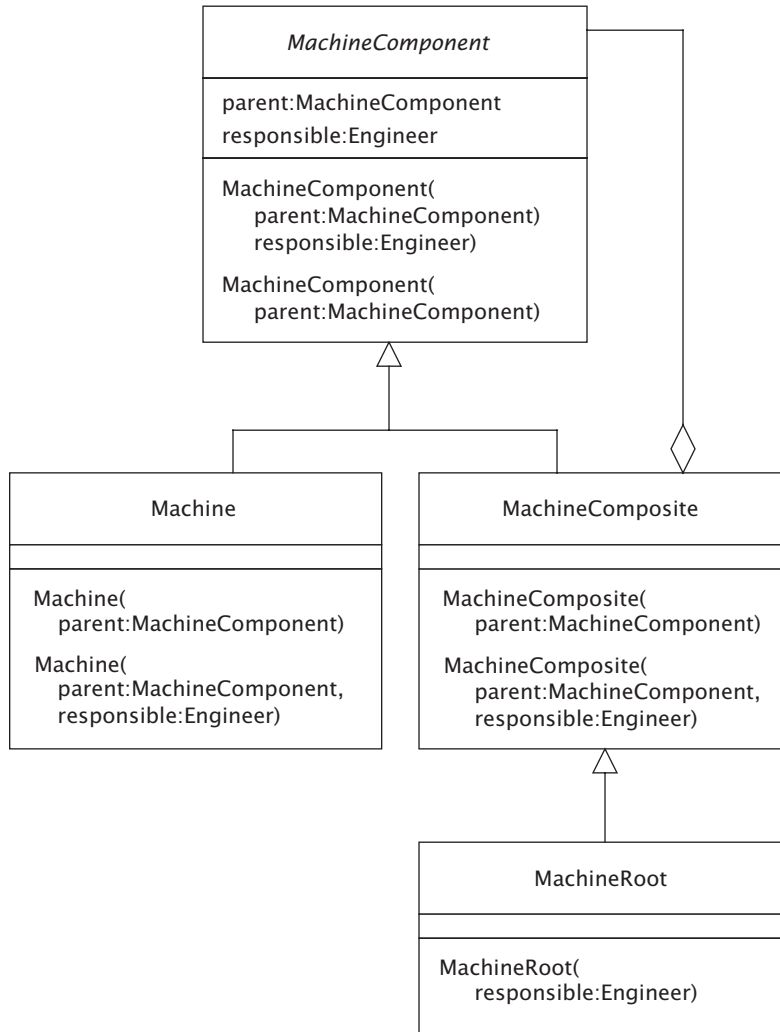 MachineComponent
parent:MachineComponent
responsible:Engineer
MachineComponent(
parent:MachineComponent)
responsible:Engineer)
MachineComponent(
parent:MachineComponent)
Machine
Machine(
parent:MachineComponent)
Machine(
parent:MachineComponent,
responsible:Engineer)
MachineComposite
MachineComposite(
parent:MachineComponent)
MachineComposite(
parent:MachineComponent,
responsible:Engineer)
MachineRoot
MachineRoot(
responsible:Engineer)